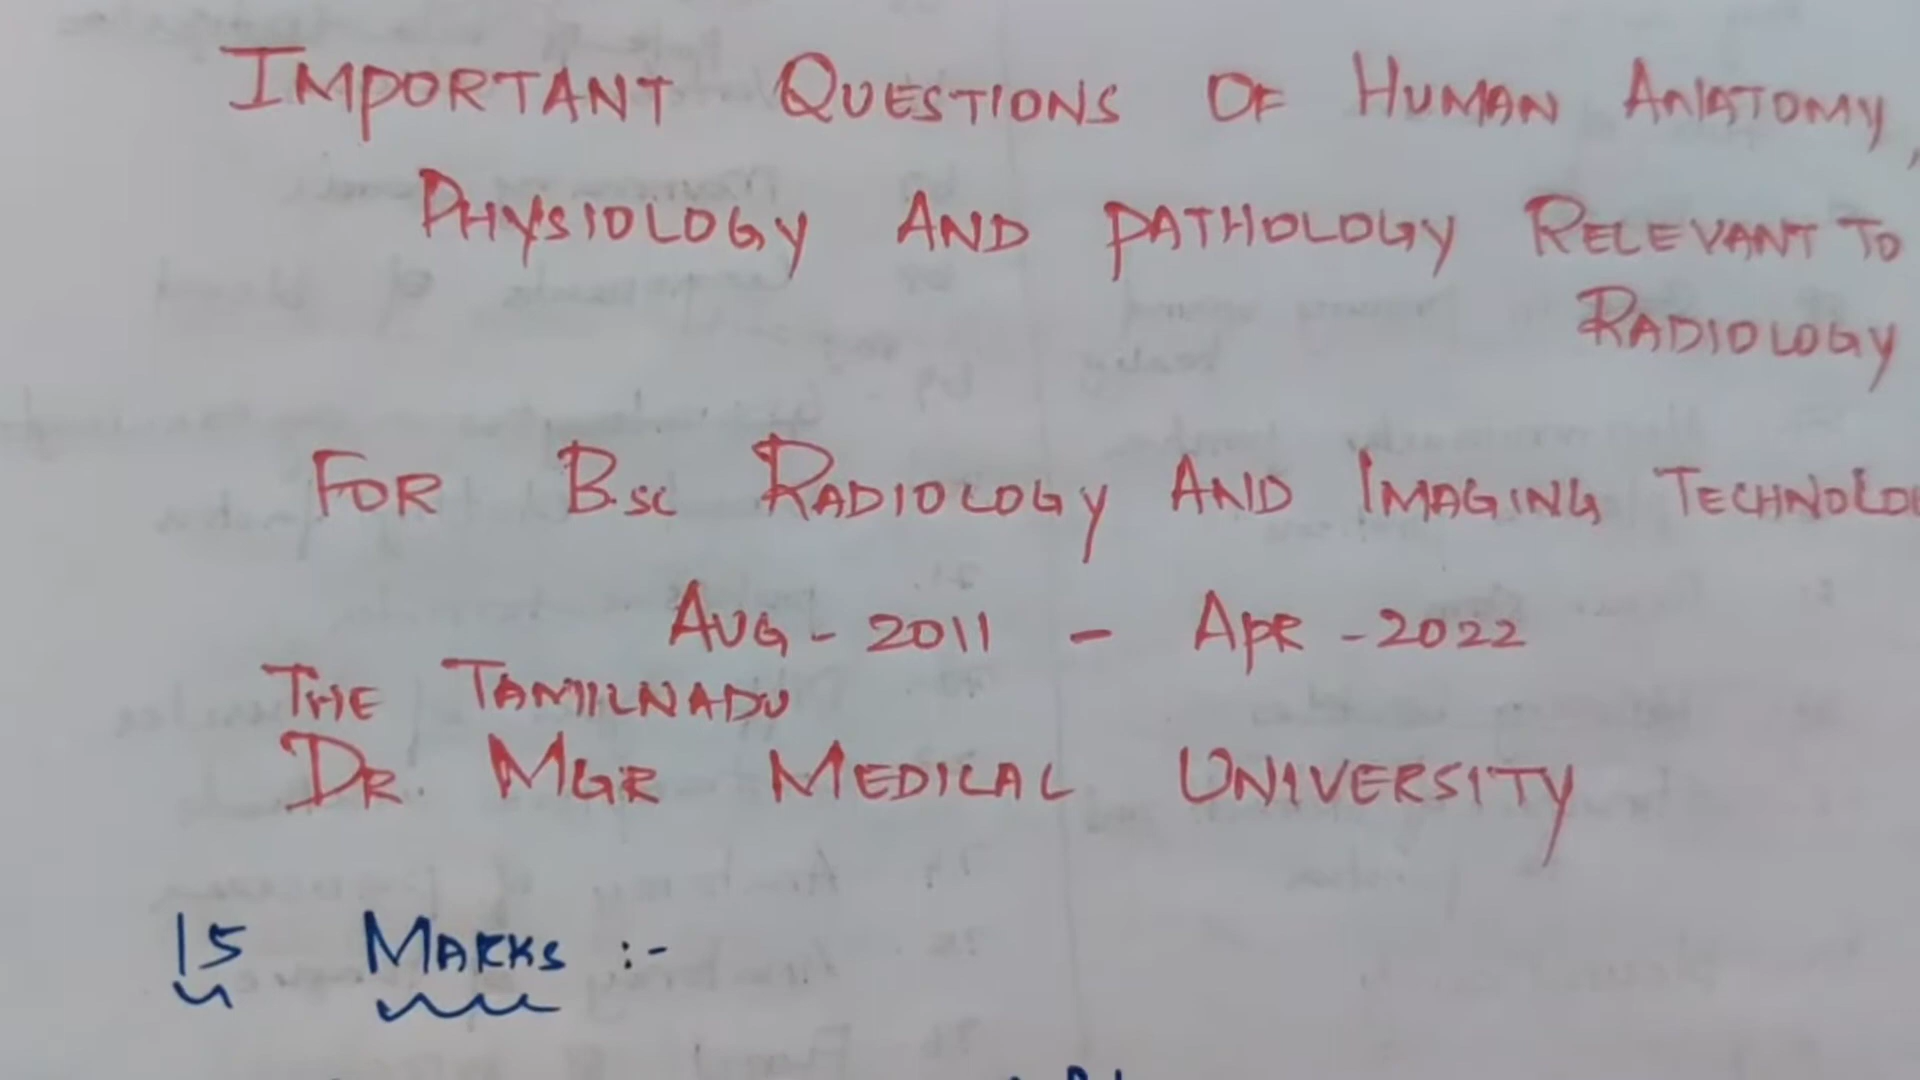 IMPORTANT QUESTIONS OF HUMAN ANATOMY,
PHYSIOLOGY AND PATHOLOGY RELEVANT TO
RADIOLOGY
FOR B.sc RADIOLOGY AND IMAGING TECHNOLO
AUG - 2011 - APR - 2022
THE TAMILNADU
DR. MGR MEDICAL UNIVERSITY
15 MARKS :-